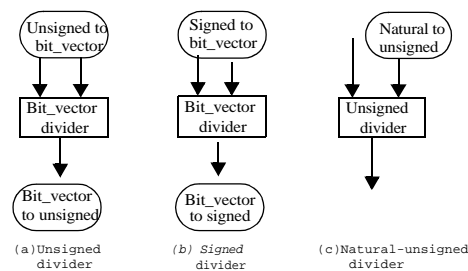 Unsigned to
bit_vector
Signed to
bit_vector
Natural to
unsigned
Bit_vector
divider
Bit_vector
divider
Unsigned
divider
Bit_vector
to unsigned
Bit_vector
to signed
(a)Unsigned
divider
(b) Signed
divider
(c)Natural-unsigned
divider